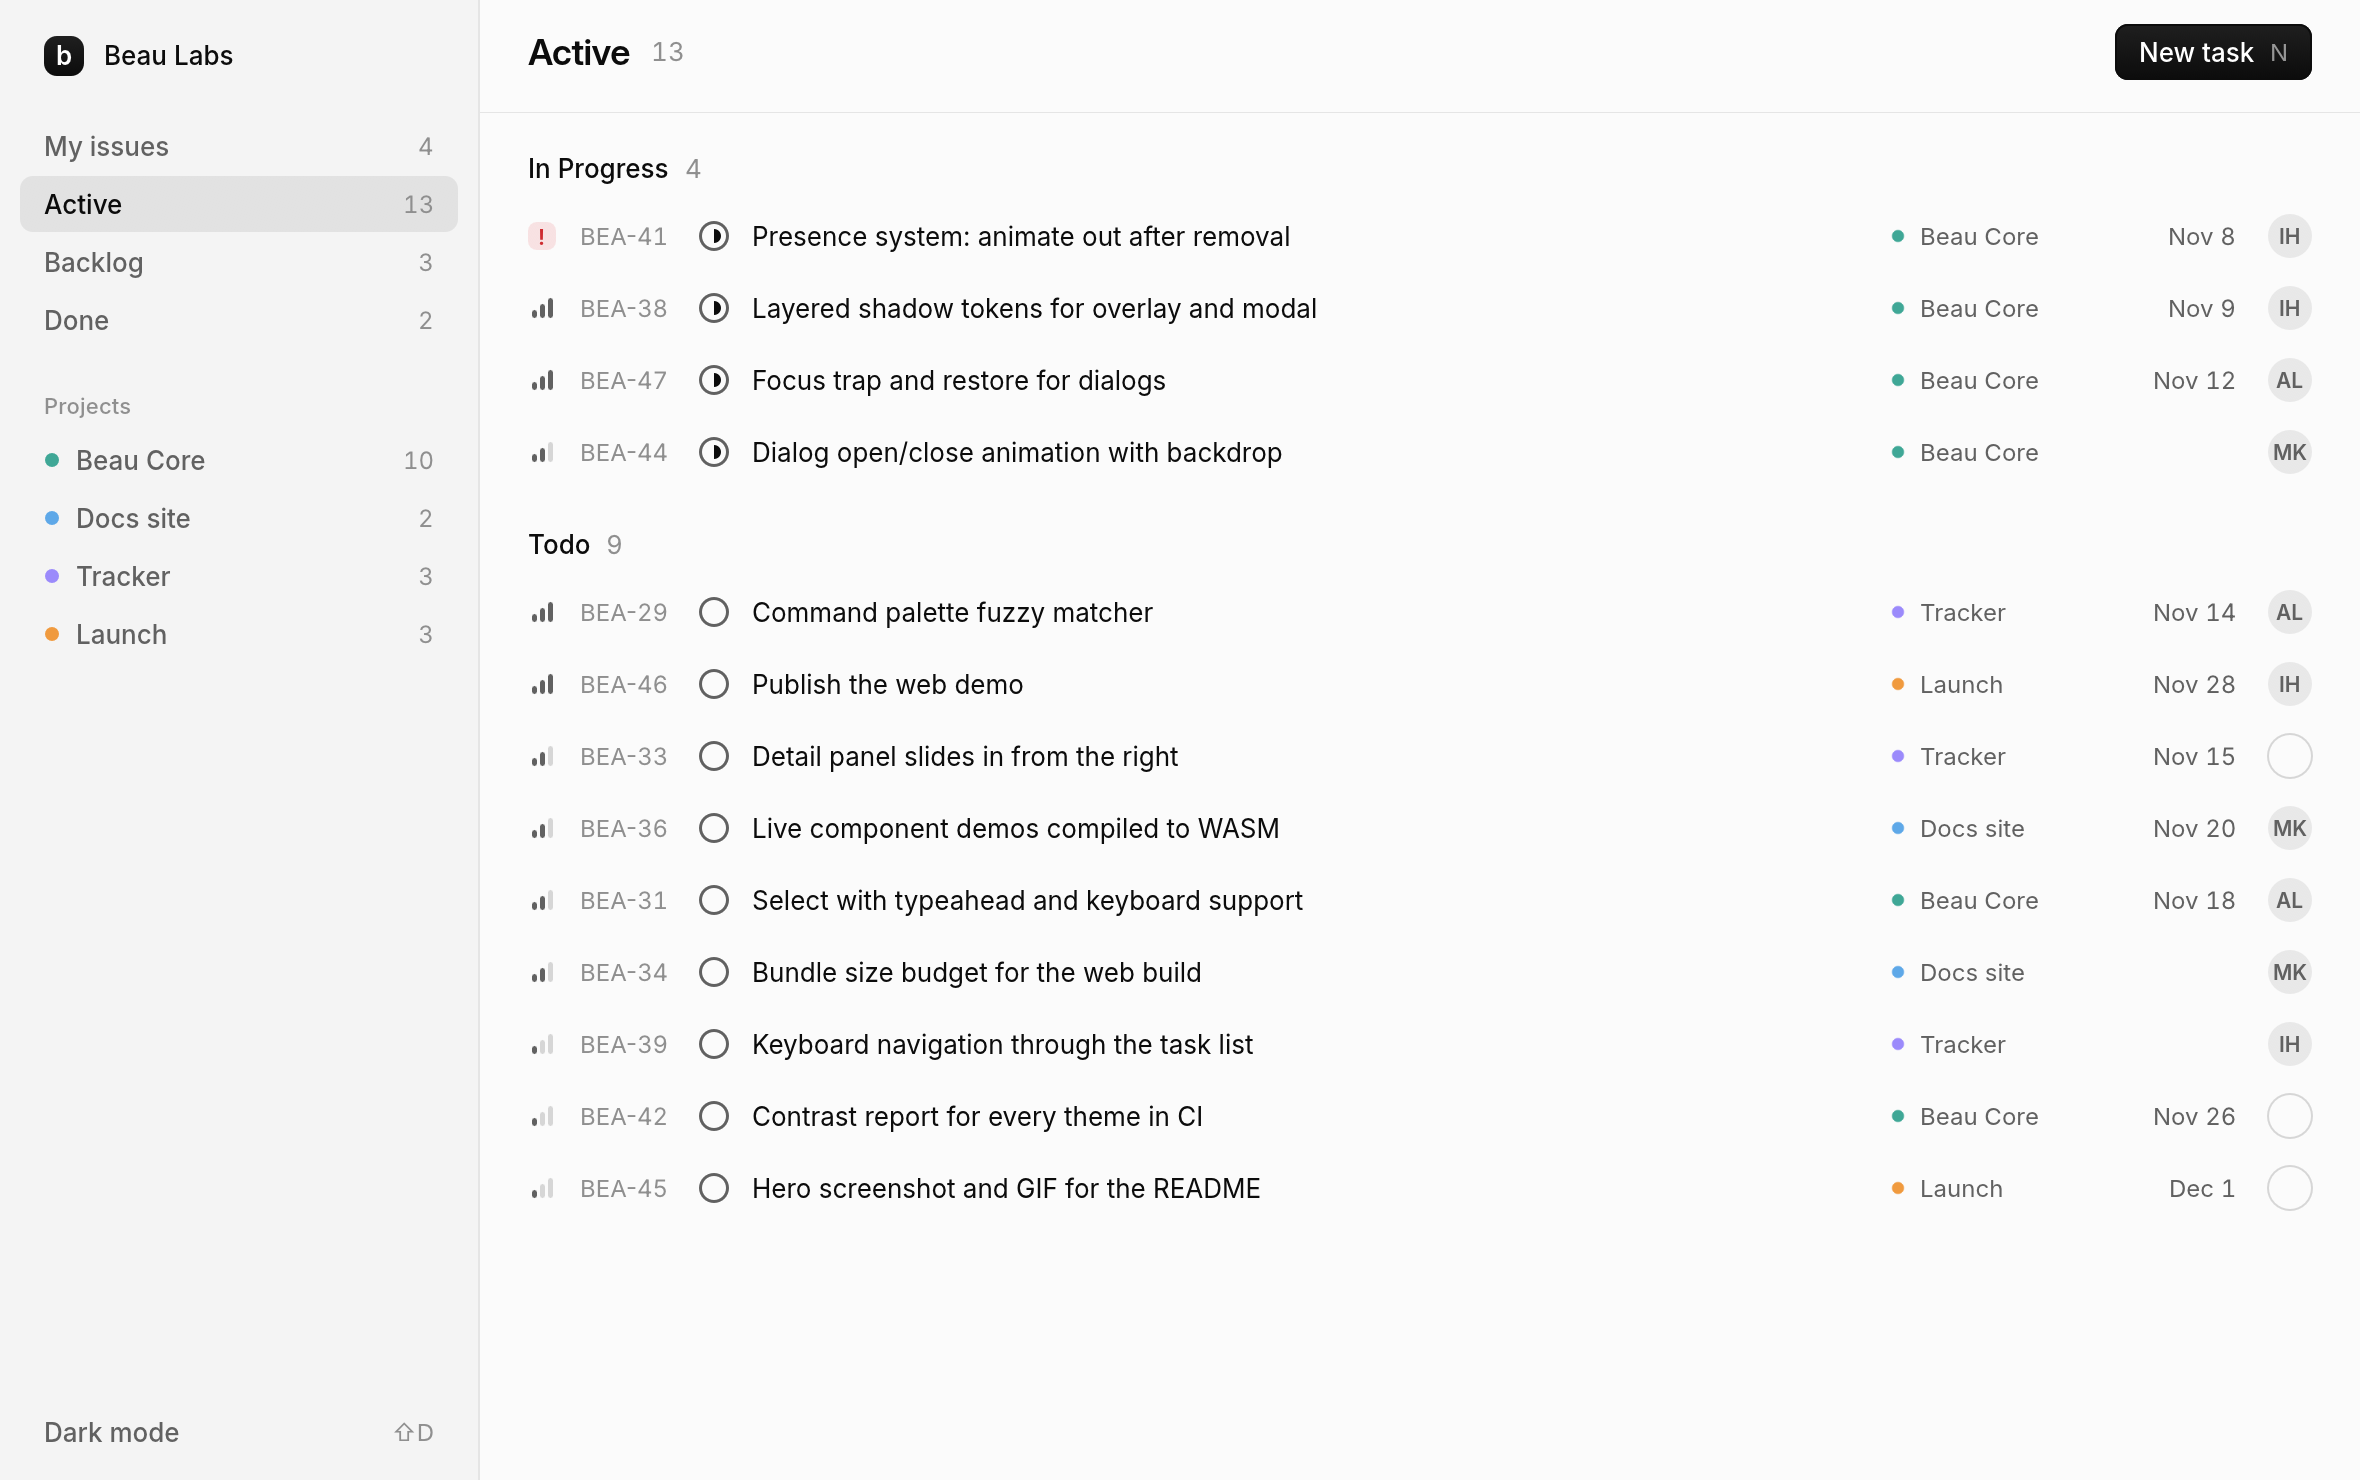 b Beau Labs
My issues 4
Active 13
Backlog 3
Done 2
Projects
Beau Core 10
Docs site 2
Tracker 3
Launch 3
Dark mode ⇧D
Active 13
New task N
In Progress 4
! BEA-41 Presence system: animate out after removal Beau Core Nov 8 IH
BEA-38 Layered shadow tokens for overlay and modal Beau Core Nov 9 IH
BEA-47 Focus trap and restore for dialogs Beau Core Nov 12 AL
BEA-44 Dialog open/close animation with backdrop Beau Core MK
Todo 9
BEA-29 Command palette fuzzy matcher Tracker Nov 14 AL
BEA-46 Publish the web demo Launch Nov 28 IH
BEA-33 Detail panel slides in from the right Tracker Nov 15
BEA-36 Live component demos compiled to WASM Docs site Nov 20 MK
BEA-31 Select with typeahead and keyboard support Beau Core Nov 18 AL
BEA-34 Bundle size budget for the web build Docs site MK
BEA-39 Keyboard navigation through the task list Tracker IH
BEA-42 Contrast report for every theme in CI Beau Core Nov 26
BEA-45 Hero screenshot and GIF for the README Launch Dec 1